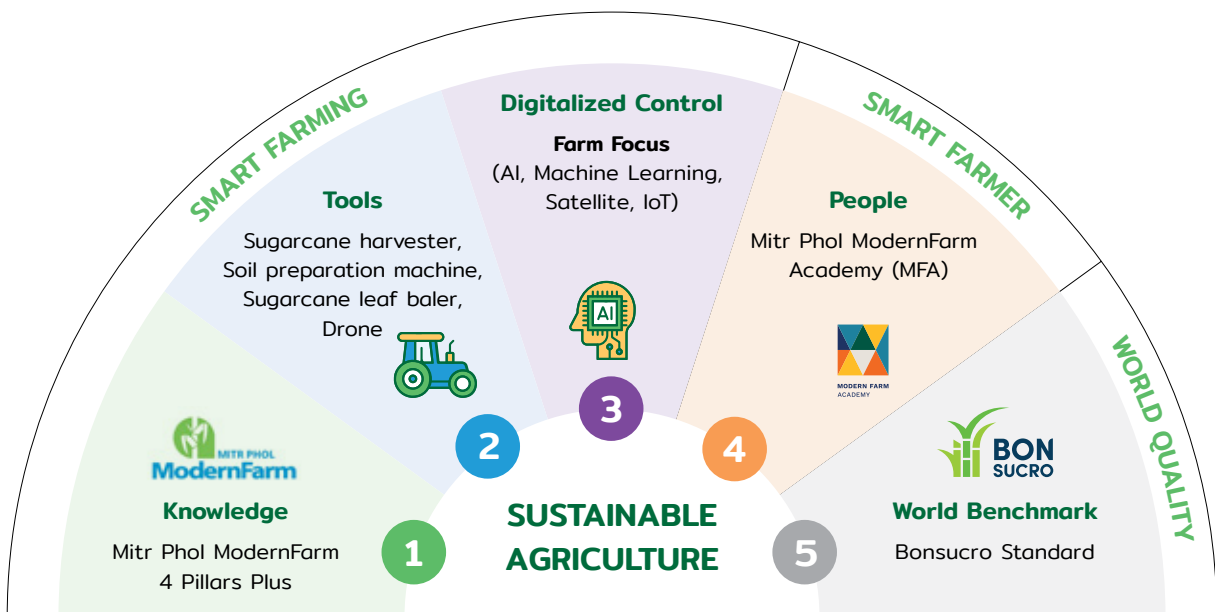 SMART FARMING
SMART FARMER
WORLD QUALITY
MITR PHOL
ModernFarm
Knowledge
Mitr Phol ModernFarm
4 Pillars Plus
1
Tools
Sugarcane harvester,
Soil preparation machine,
Sugarcane leaf baler,
Drone
2
Digitalized Control
Farm Focus
(AI, Machine Learning,
Satellite, IoT)
AI
3
People
Mitr Phol ModernFarm
Academy (MFA)
MODERN FARM
ACADEMY
4
BON
SUCRO
World Benchmark
Bonsucro Standard
5
SUSTAINABLE
AGRICULTURE